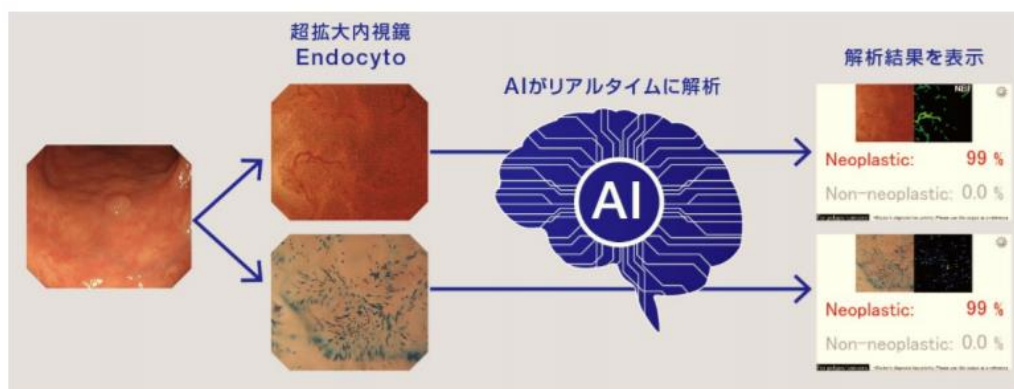 超拡大内視鏡
Endocyto
AIがリアルタイムに解析
解析結果を表示
AI
NEU
Neoplastic: 99 %
Non-neoplastic: 0.0 %
Neoplastic: 99 %
Non-neoplastic: 0.0 %